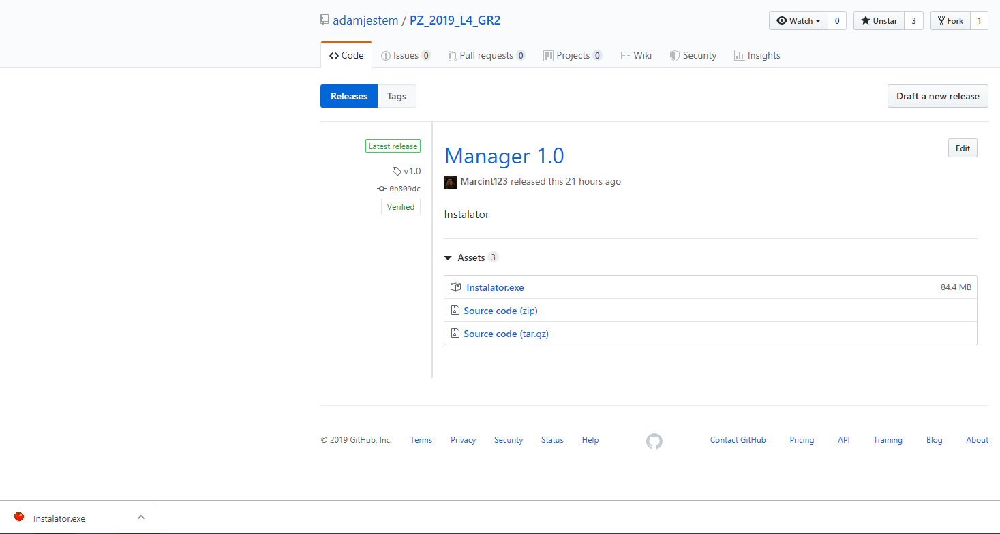 adamjestem / PZ_2019_L4_GR2
Watch 0 Unstar 3 Fork 1
Code Issues 0 Pull requests 0 Projects 0 Wiki Security Insights
Releases Tags Draft a new release
Latest release
v1.0
0b809dc
Verified
Manager 1.0 Edit
Marcint123 released this 21 hours ago
Instalator
Assets 3
Instalator.exe 84.4 MB
Source code (zip)
Source code (tar.gz)
© 2019 GitHub, Inc. Terms Privacy Security Status Help Contact GitHub Pricing API Training Blog About
Instalator.exe